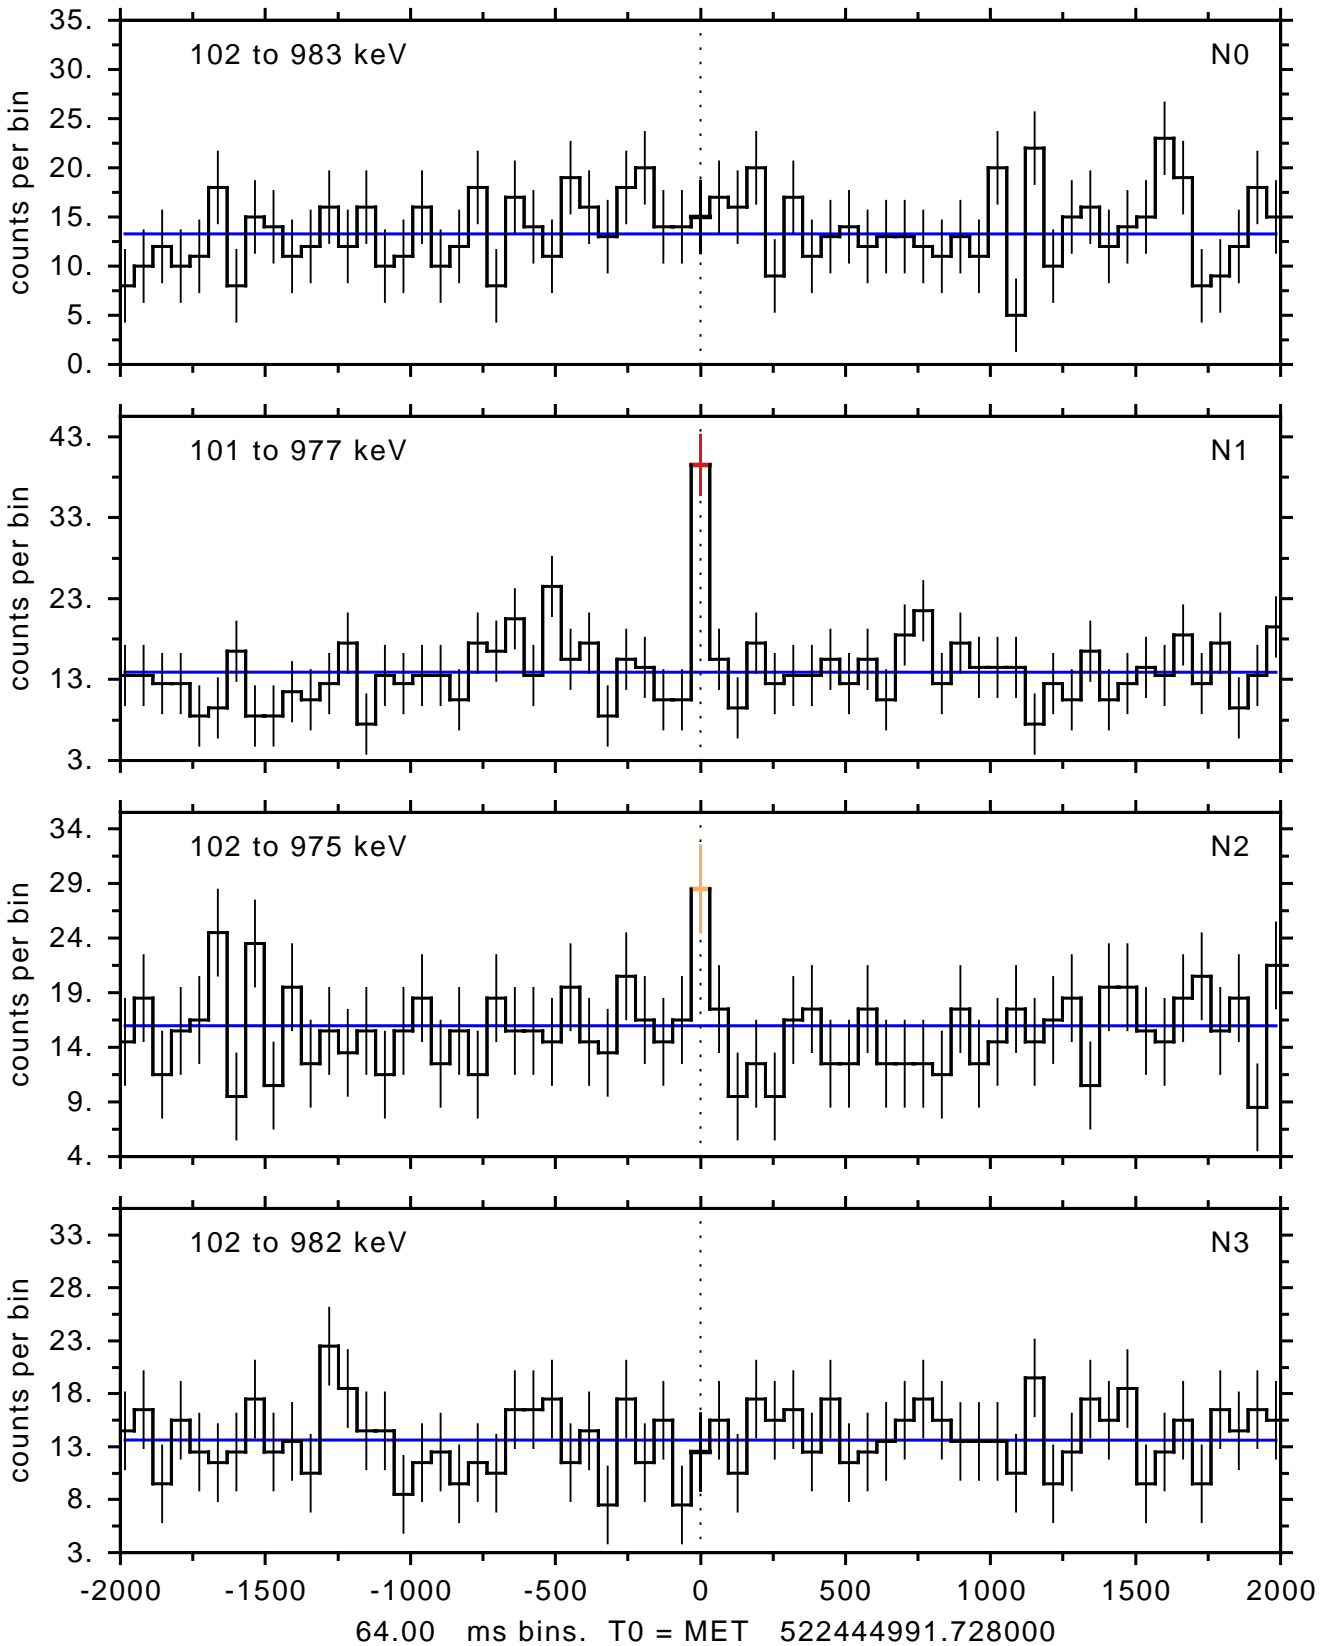 35.
102 to 983 keV N0
30.
25.
20.
15.
10.
5.
0.
counts per bin
43.
101 to 977 keV N1
33.
23.
13.
3.
counts per bin
34.
102 to 975 keV N2
29.
24.
19.
14.
9.
4.
counts per bin
33.
102 to 982 keV N3
28.
23.
18.
13.
8.
3.
counts per bin
-2000 -1500 -1000 -500 0 500 1000 1500 2000
64.00 ms bins. T0 = MET 522444991.728000